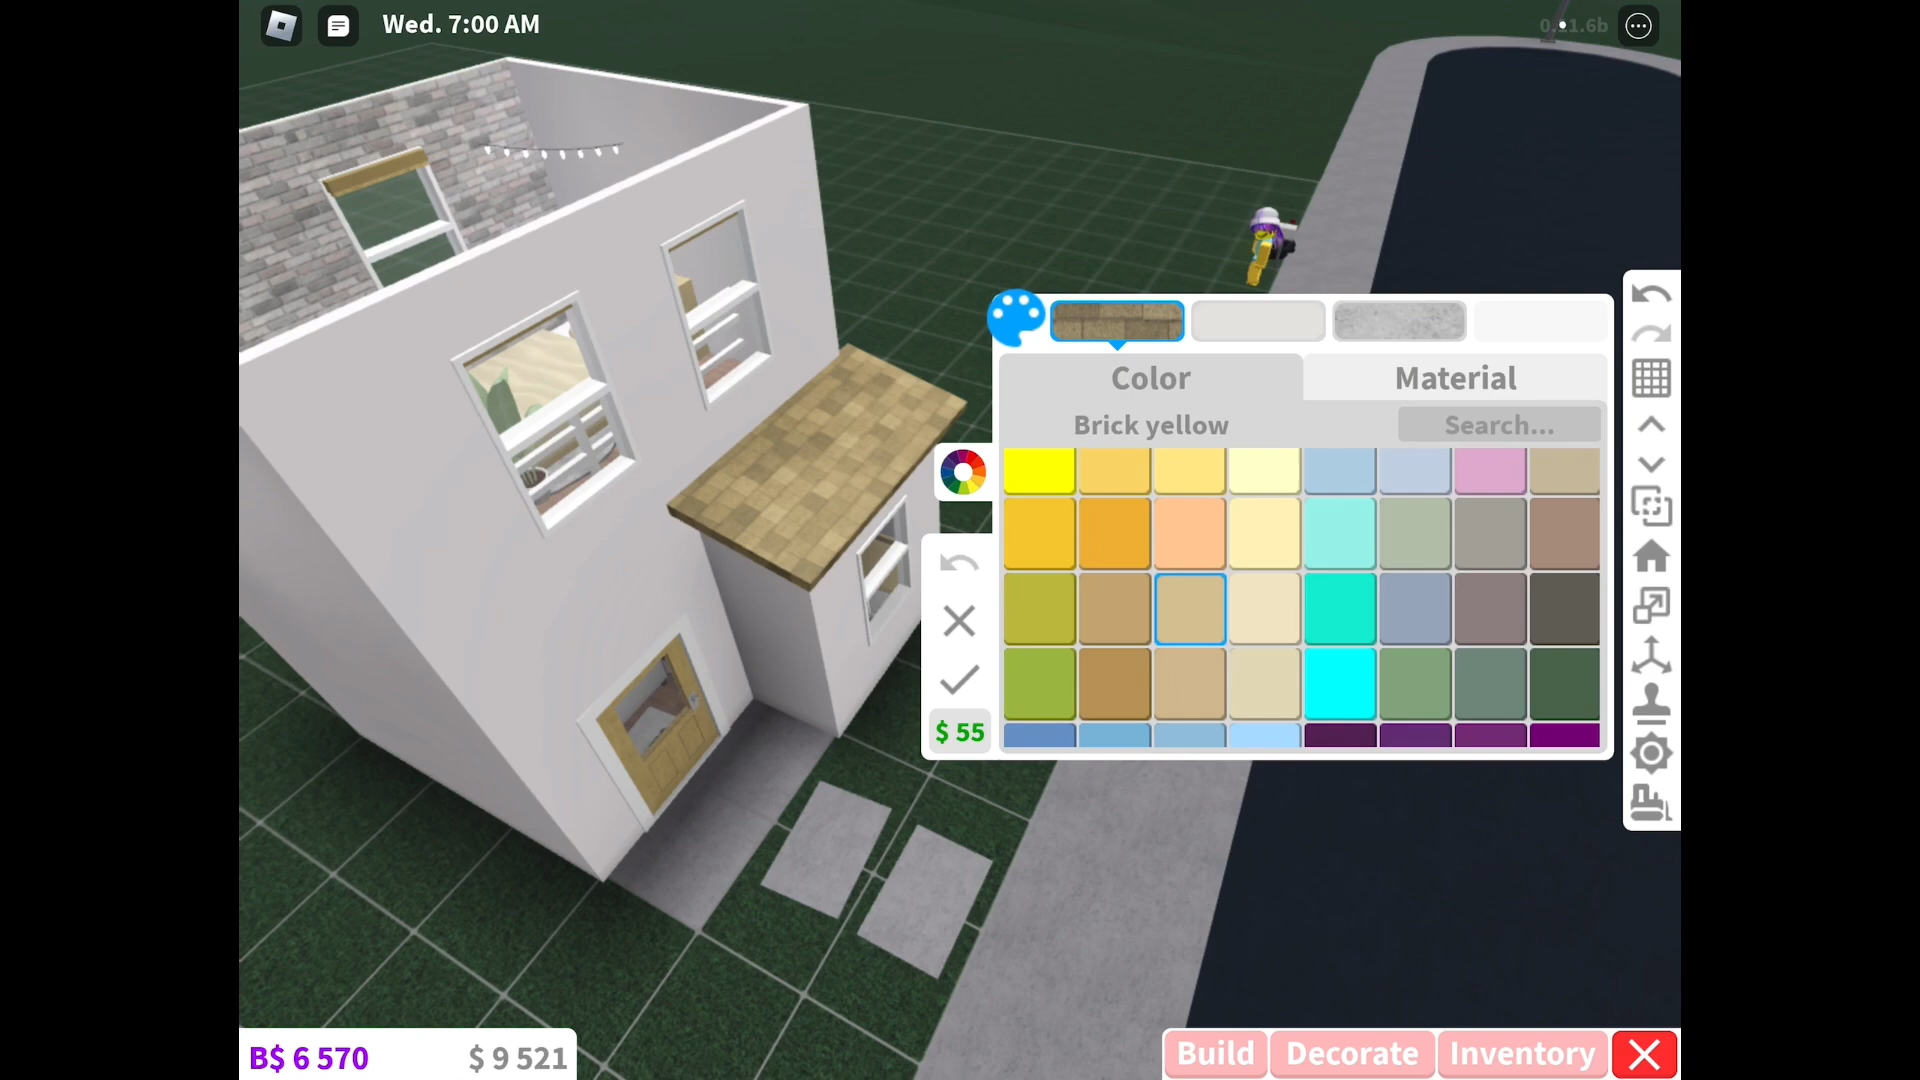 Wed. 7:00 AM
Color
Material
Brick yellow
Search...
$ 55
B$ 6 570
$ 9 521
Build
Decorate
Inventory